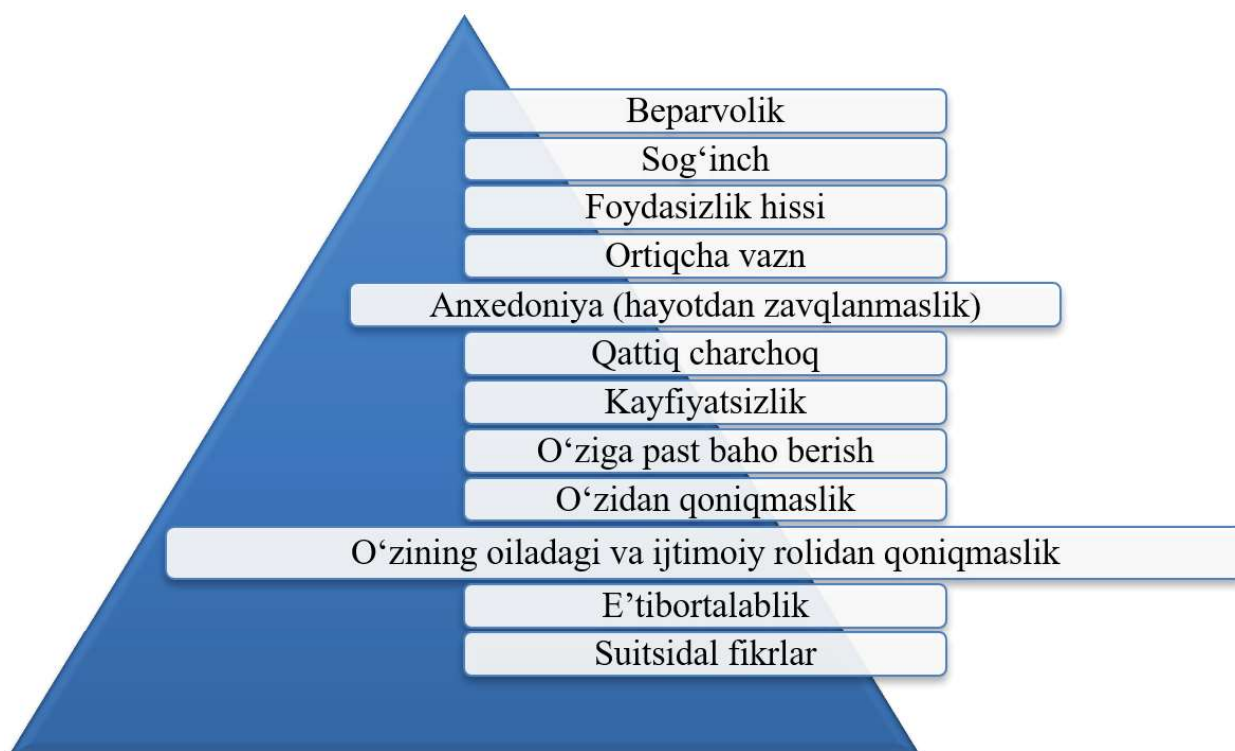 Beparvolik
Sog‘inch
Foydasizlik hissi
Ortiqcha vazn
Anxedoniya (hayotdan zavqlanmaslik)
Qattiq charchoq
Kayfiyatsizlik
O‘ziga past baho berish
O‘zidan qoniqmaslik
O‘zining oiladagi va ijtimoiy rolidan qoniqmaslik
E’tibortalablik
Suitsidal fikrlar